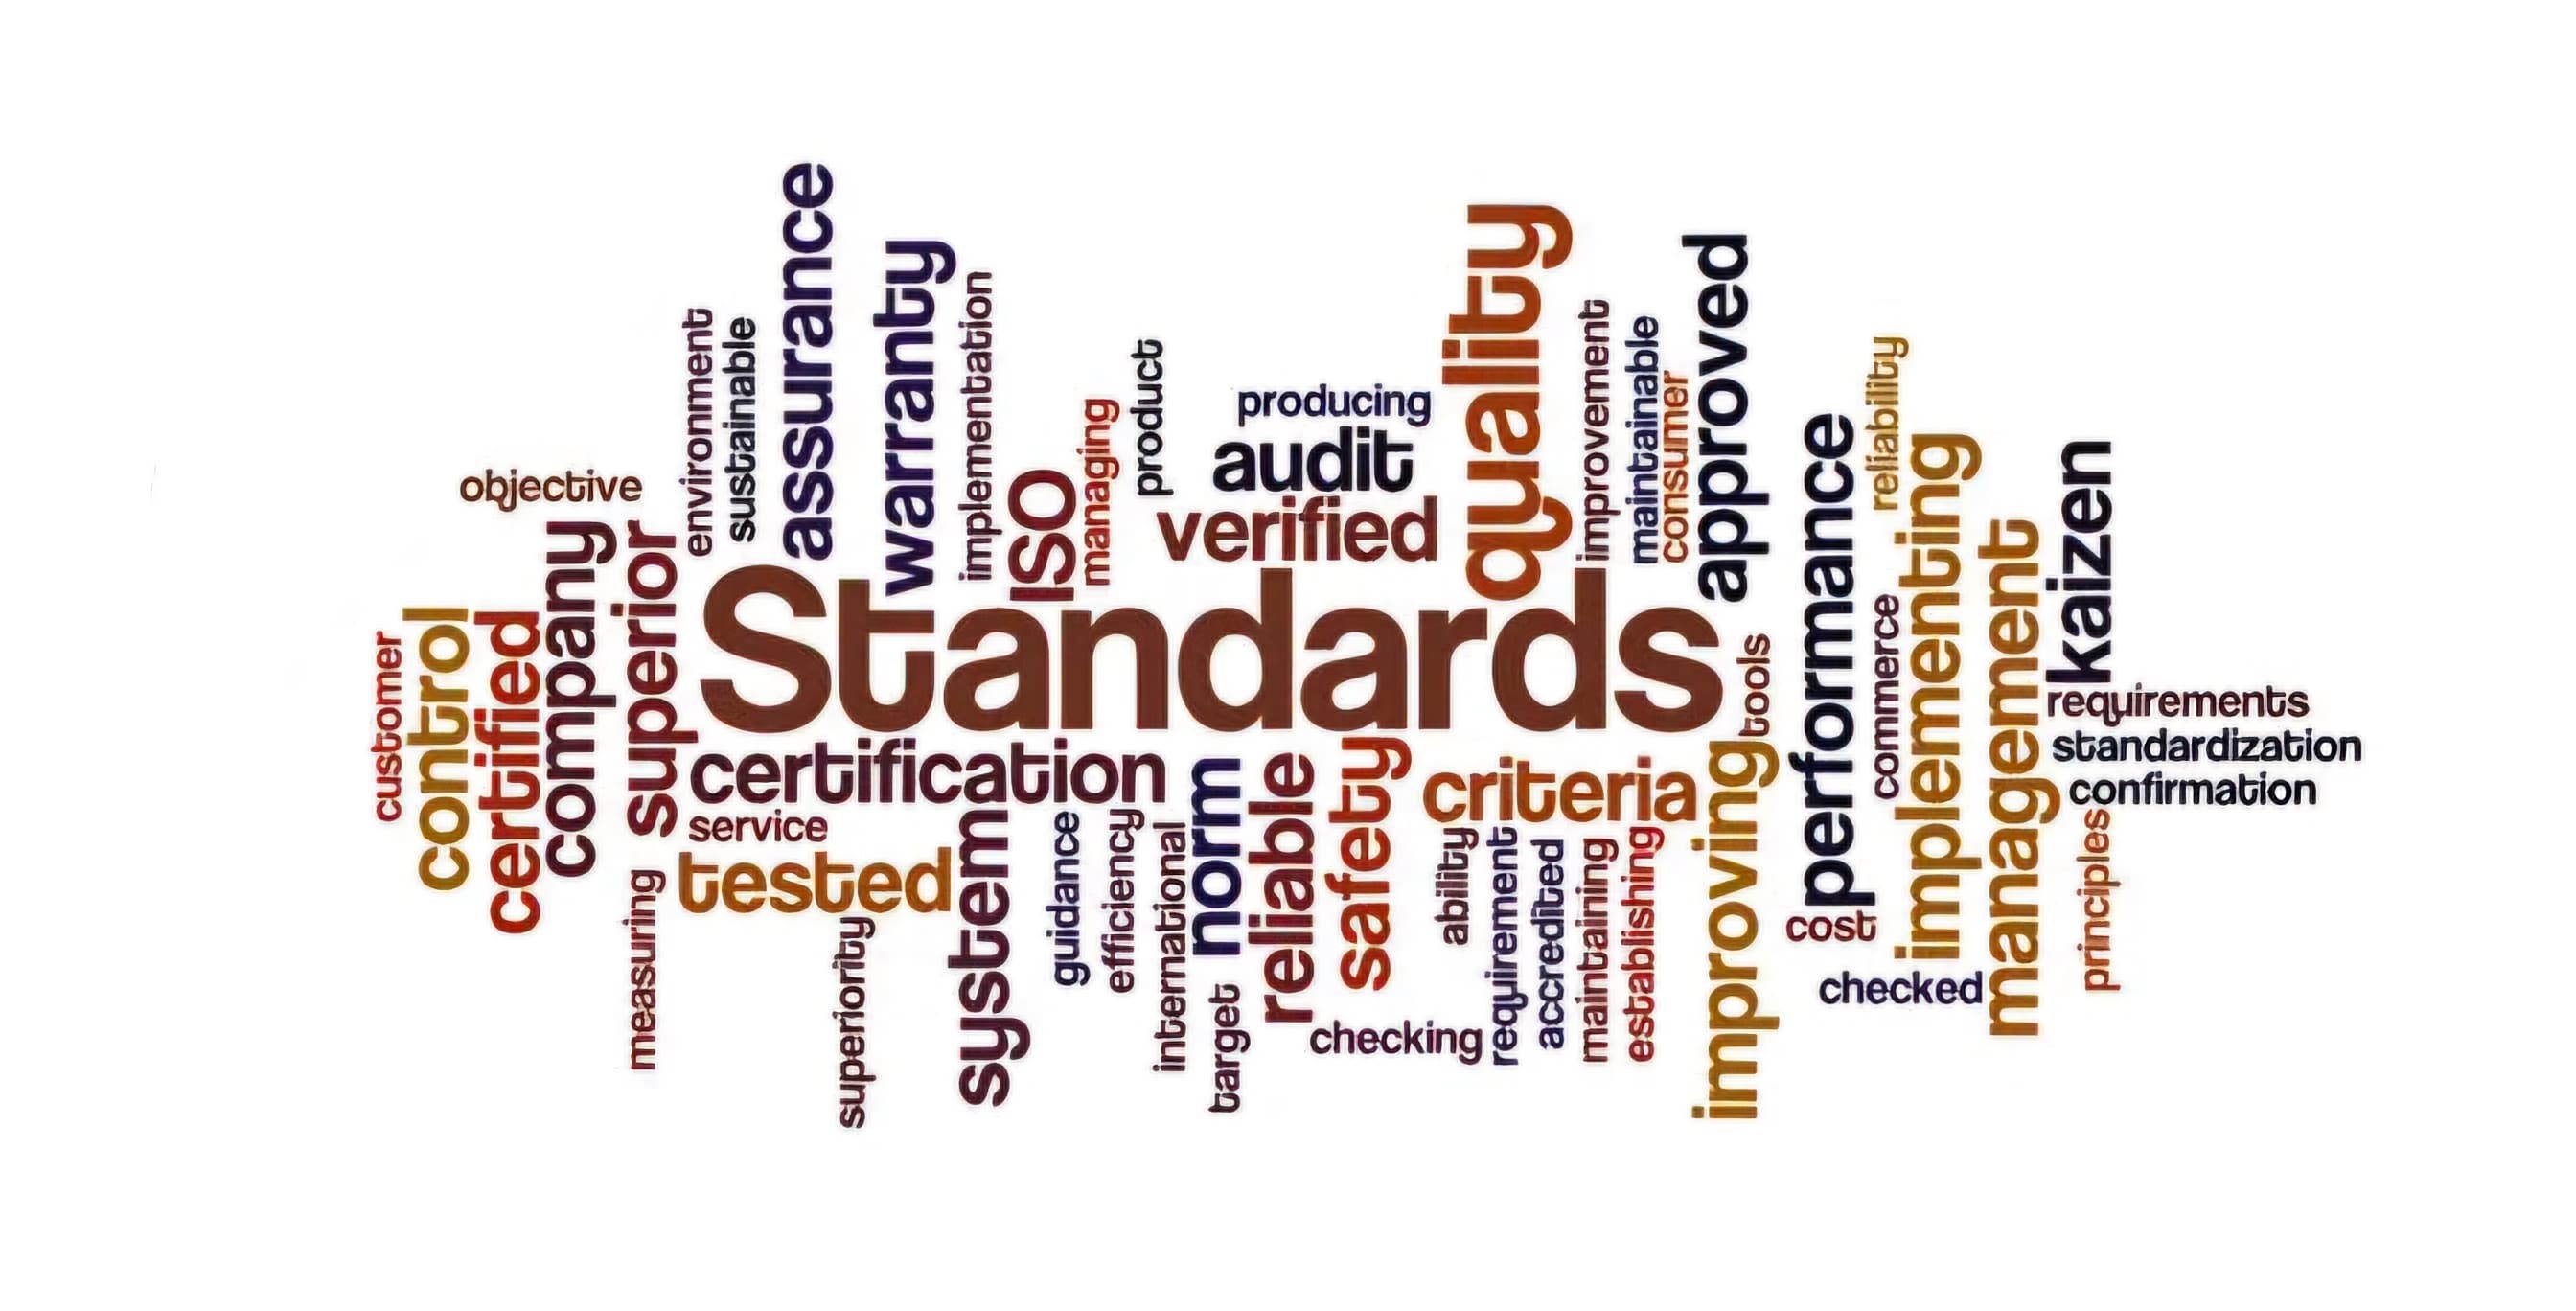 assurance
quality
approved
warranty
implementation
improvement
environment
sustainable
maintainable
product
reliability
consumer
producing
managing
performance
audit
implementing
kaizen
objective
ISO
verified
company
superior
management
Standards
commerce
control
certified
customer
tools
requirements
standardization
certification
confirmation
norm
reliable
safety
criteria
improving
service
system
guidance
efficiency
international
principles
tested
ability
requirement
accredited
maintaining
establishing
measuring
cost
superiority
checked
target
checking